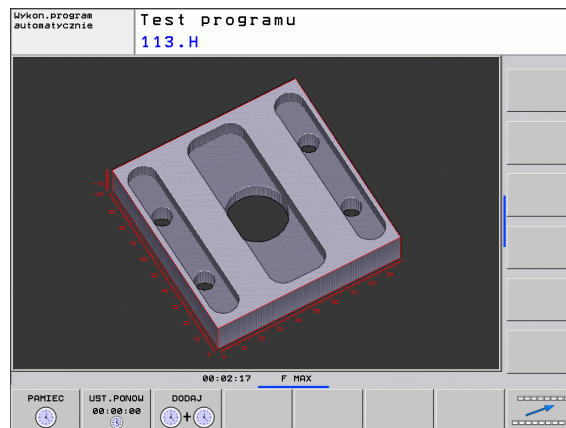 Wykon.program
automatycznie
Test programu
113.H
00:02:17 F MAX
PAMIEC
UST.PONOW
00:00:00
DODAJ
+